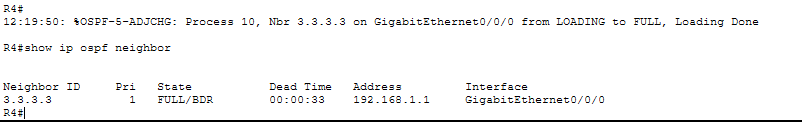 R4#
12:19:50: %OSPF-5-ADJCHG: Process 10, Nbr 3.3.3.3 on GigabitEthernet0/0/0 from LOADING to FULL, Loading Done
R4#show ip ospf neighbor
Neighbor ID     Pri   State           Dead Time   Address         Interface
3.3.3.3           1   FULL/BDR        00:00:33    192.168.1.1     GigabitEthernet0/0/0
R4#